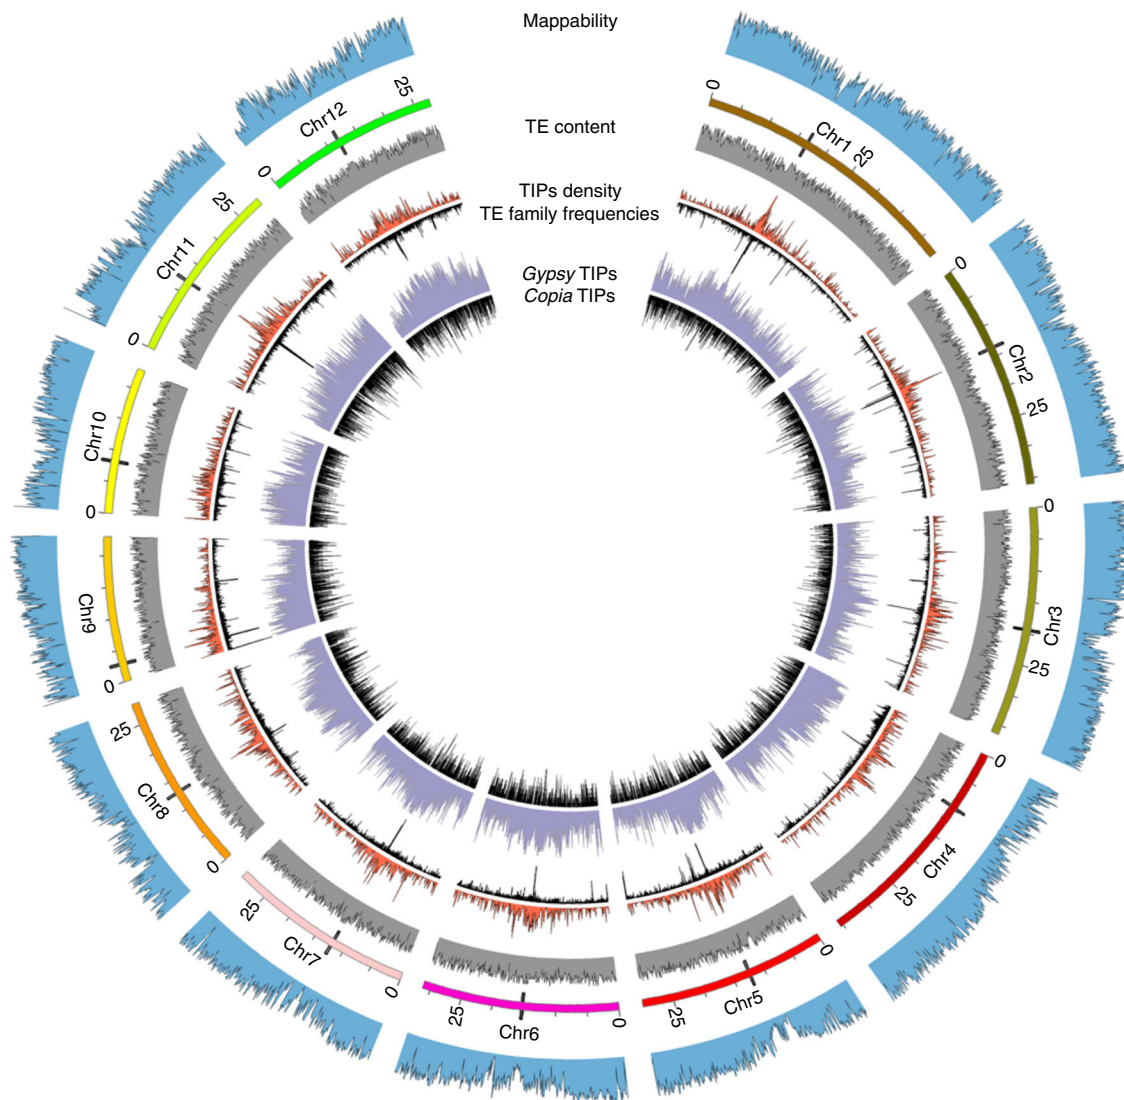 Mappability
TE content
TIPs density
TE family frequencies
Gypsy TIPs
Copia TIPs
0
Chr1
25
0
Chr2
25
0
Chr3
25
0
Chr4
25
0
Chr5
25
0
Chr6
25
0
Chr7
25
0
Chr8
25
0
Chr9
0
Chr10
0
Chr11
25
0
Chr12
25